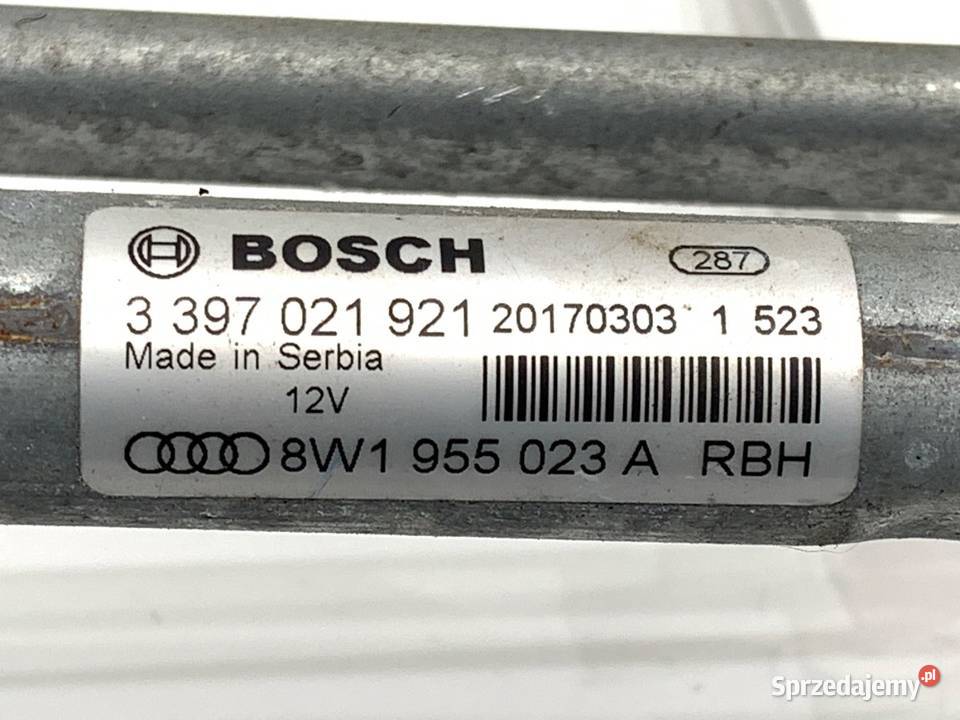 BOSCH 287
3 397 021 921 20170303 1 523
Made in Serbia
12V
8W1 955 023 A RBH
Sprzedajemy.pl